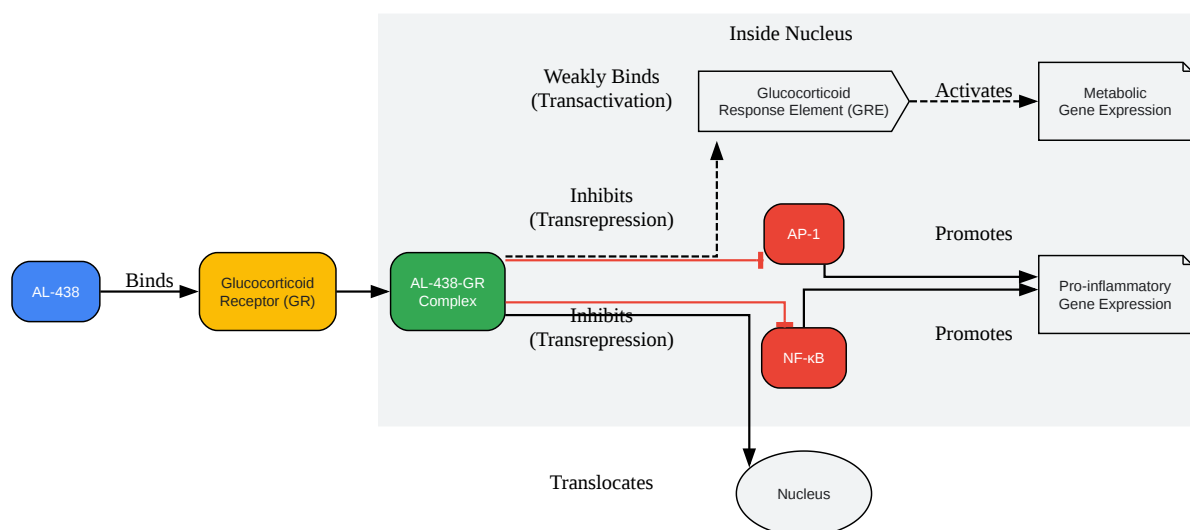 Inside Nucleus
Weakly Binds
(Transactivation)
Glucocorticoid
Response Element (GRE)
Activates
Metabolic
Gene Expression
Inhibits
(Transrepression)
AP-1
Promotes
AL-438
Binds
Glucocorticoid
Receptor (GR)
AL-438-GR
Complex
Pro-inflammatory
Gene Expression
Inhibits
(Transrepression)
NF-κB
Promotes
Translocates
Nucleus